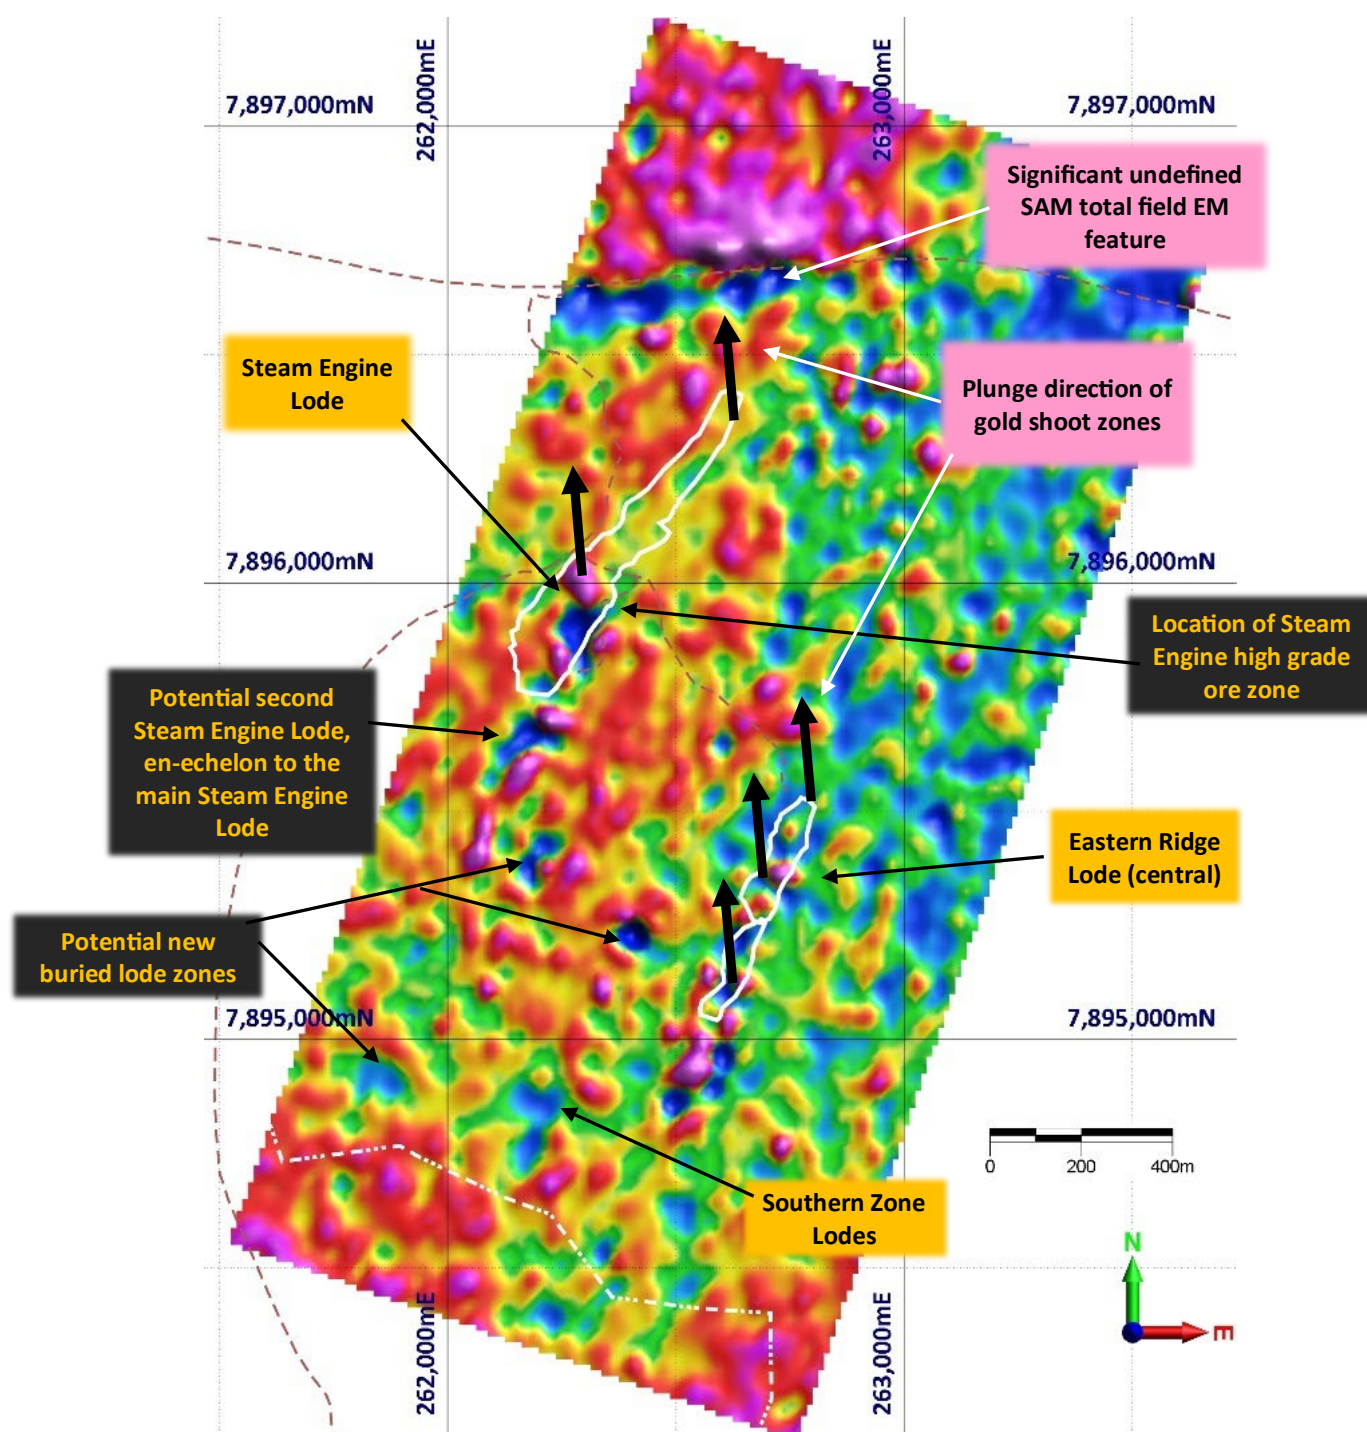 262,000mE
263,000mE
7,897,000mN
7,897,000mN
Significant undefined
SAM total field EM
feature
Steam Engine
Lode
Plunge direction of
gold shoot zones
7,896,000mN
7,896,000mN
Location of Steam
Engine high grade
ore zone
Potential second
Steam Engine Lode,
en-echelon to the
main Steam Engine
Lode
Eastern Ridge
Lode (central)
Potential new
buried lode zones
7,895,000mN
7,895,000mN
0 200 400m
Southern Zone
Lodes
N
E
262,000mE
263,000mE